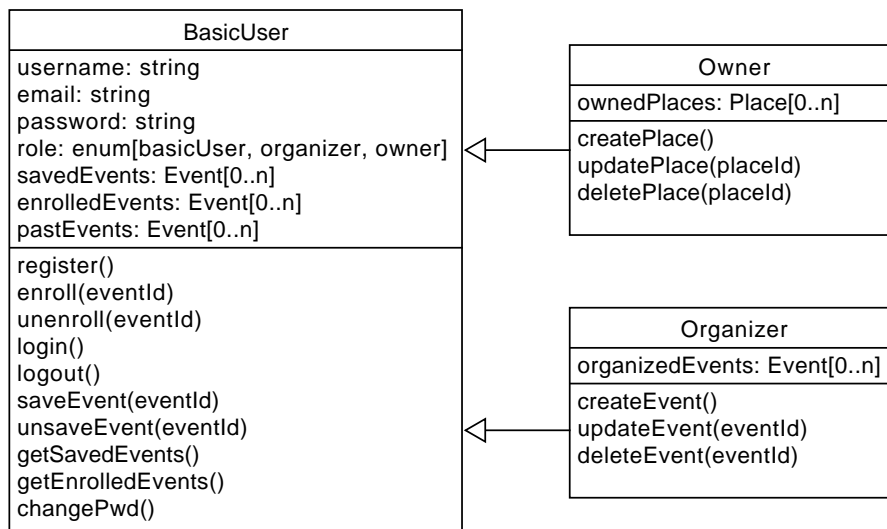 BasicUser
username: string
email: string
password: string
role: enum[basicUser, organizer, owner]
savedEvents: Event[0..n]
enrolledEvents: Event[0..n]
pastEvents: Event[0..n]
register()
enroll(eventId)
unenroll(eventId)
login()
logout()
saveEvent(eventId)
unsaveEvent(eventId)
getSavedEvents()
getEnrolledEvents()
changePwd()
Owner
ownedPlaces: Place[0..n]
createPlace()
updatePlace(placeId)
deletePlace(placeId)
Organizer
organizedEvents: Event[0..n]
createEvent()
updateEvent(eventId)
deleteEvent(eventId)